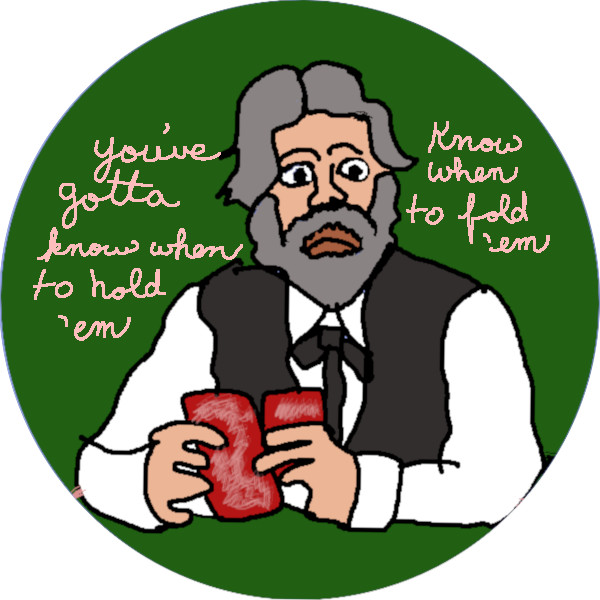 you've
gotta
know when
to hold
'em
Know
when
to fold
'em